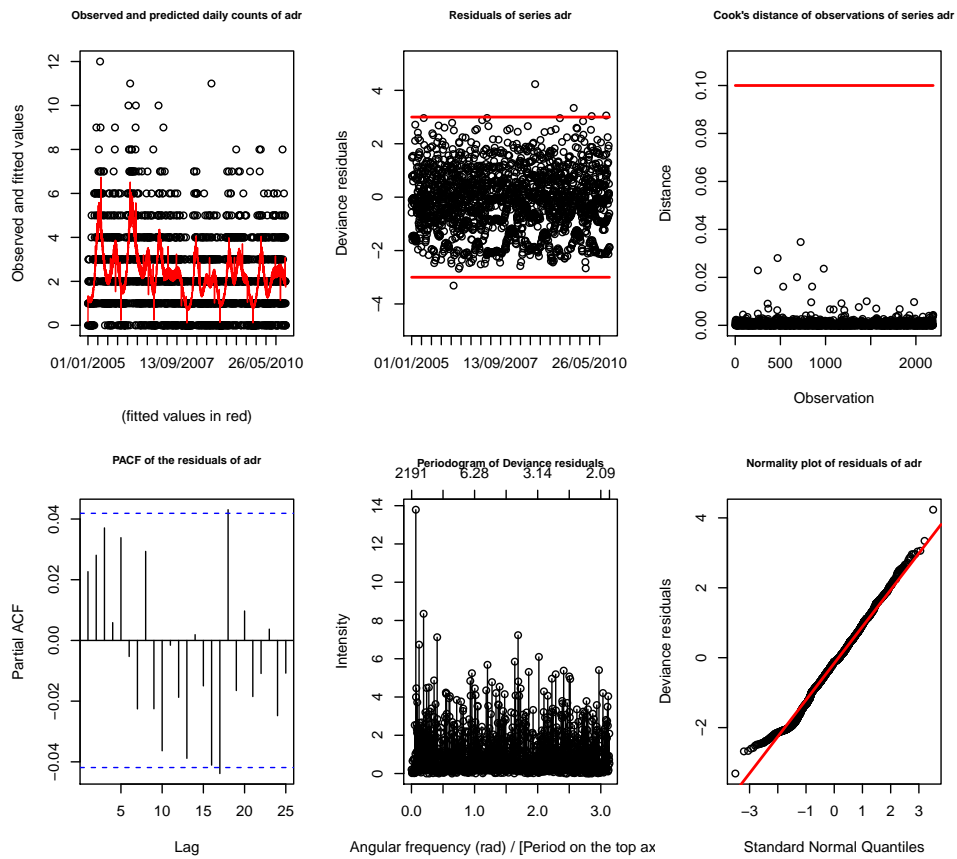 Observed and predicted daily counts of adr
Observed and fitted values
12
10
8
6
4
2
0
01/01/2005 13/09/2007 26/05/2010
(fitted values in red)
Residuals of series adr
Deviance residuals
4
2
0
−2
−4
01/01/2005 13/09/2007 26/05/2010
Cook's distance of observations of series adr
Distance
0.10
0.08
0.06
0.04
0.02
0.00
0 500 1000 2000
Observation
PACF of the residuals of adr
Partial ACF
0.04
0.02
0.00
−0.02
−0.04
5 10 15 20 25
Lag
Periodogram of Deviance residuals
2191 6.28 3.14 2.09
Intensity
14
12
10
8
6
4
2
0
0.0 1.0 2.0 3.0
Angular frequency (rad) / [Period on the top ax
Normality plot of residuals of adr
Deviance residuals
4
2
0
−2
−3 −1 0 1 2 3
Standard Normal Quantiles